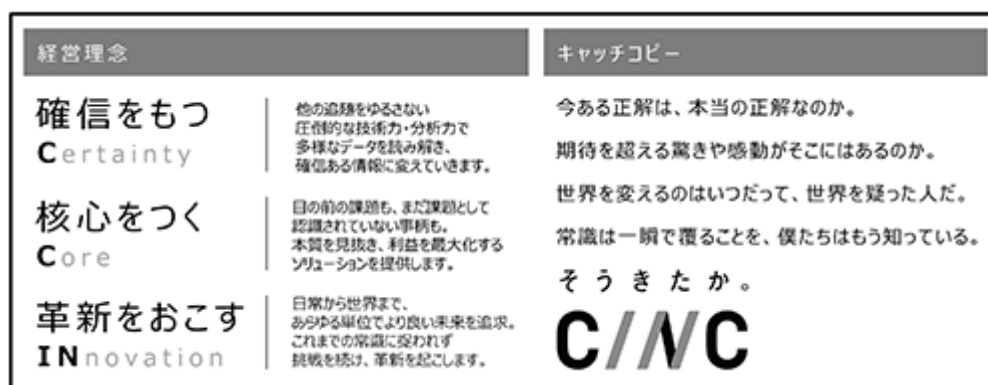 経営理念
確信をもつ
Certainty
他の追随をゆるさない
圧倒的な技術力・分析力で
多様なデータを読み解き、
確信ある情報に変えていきます。
核心をつく
Core
目の前の課題も、まだ課題として
認識されていない事柄も。
本質を見抜き、利益を最大化する
ソリューションを提供します。
革新をおこす
INnovation
日常から世界まで、
あらゆる単位でより良い未来を追求。
これまでの常識に捉われず
挑戦を続け、革新を起こします。
キャッチコピー
今ある正解は、本当の正解なのか。
期待を超える驚きや感動がそこにはあるのか。
世界を変えるのはいつだって、世界を疑った人だ。
常識は一瞬で覆ることを、僕たちはもう知っている。
そうきたか。
CINC